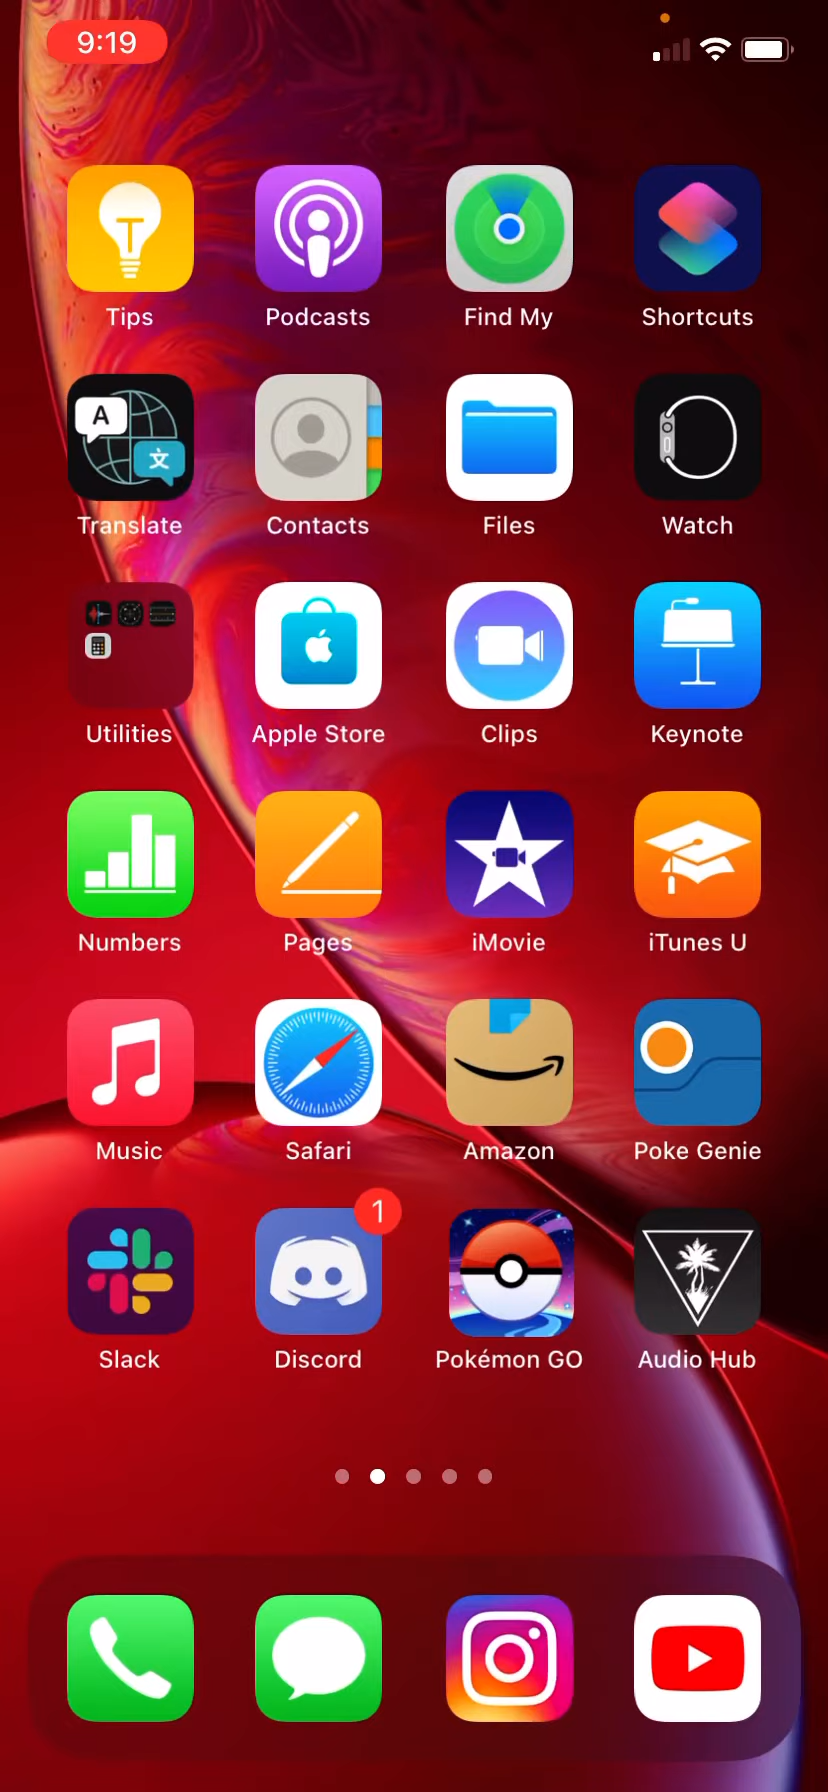 9:19
Tips
Podcasts
Find My
Shortcuts
A
文
Translate
Contacts
Files
Watch
Utilities
Apple Store
Clips
Keynote
Numbers
Pages
iMovie
iTunes U
Music
Safari
Amazon
Poke Genie
1
Slack
Discord
Pokémon GO
Audio Hub